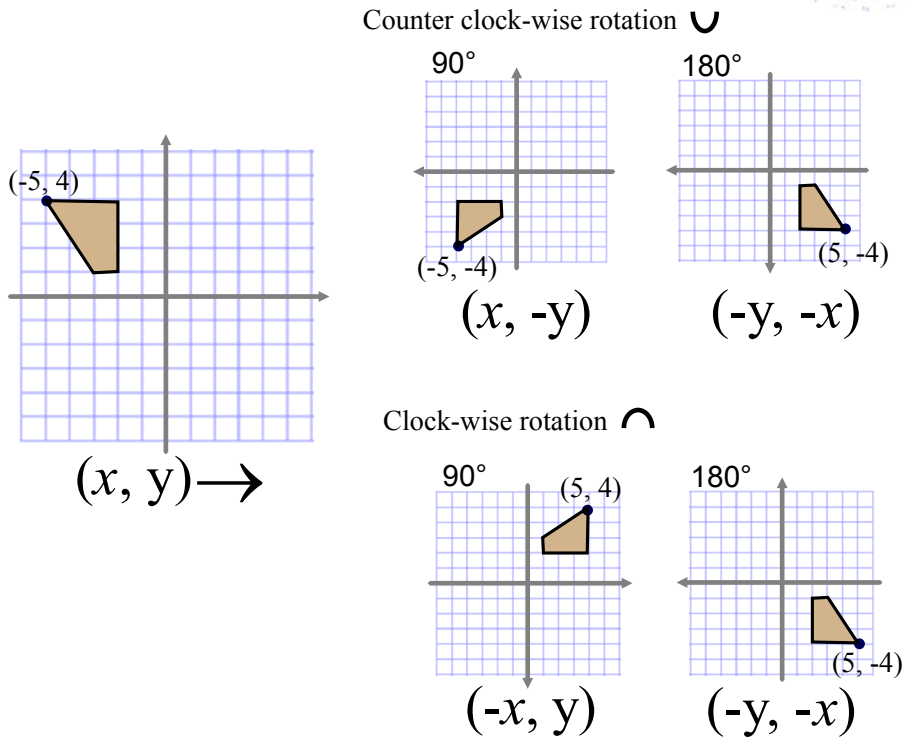 Counter clock-wise rotation
90°
180°
(-5, 4)
(-5, -4)
(5, -4)
(x, -y)
(-y, -x)
Clock-wise rotation
(x, y)→
90°
(5, 4)
180°
(5, -4)
(-x, y)
(-y, -x)